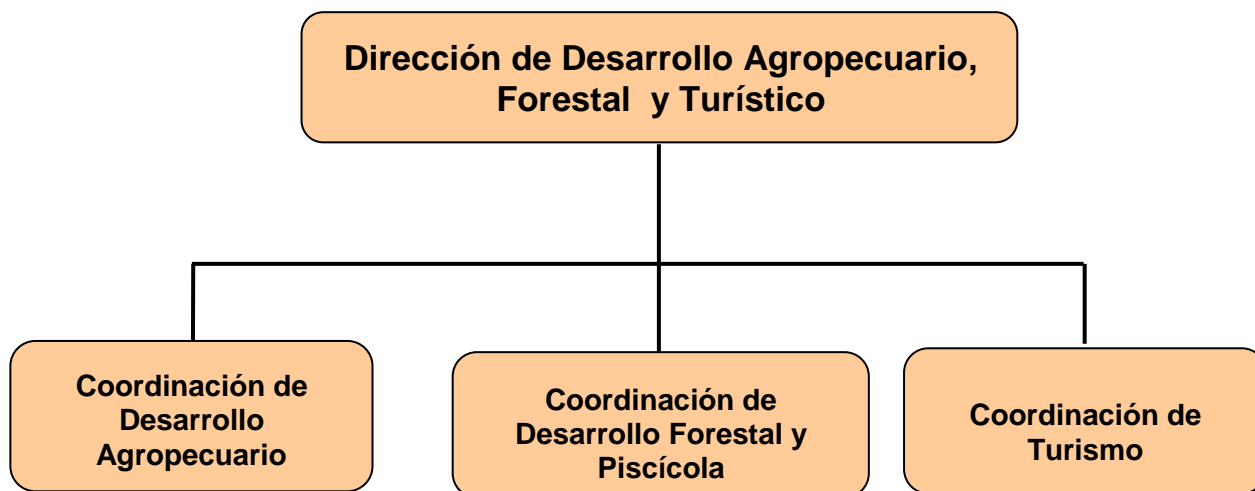 Dirección de Desarrollo Agropecuario,
Forestal y Turístico
Coordinación de
Desarrollo
Agropecuario
Coordinación de
Desarrollo Forestal y
Piscícola
Coordinación de
Turismo